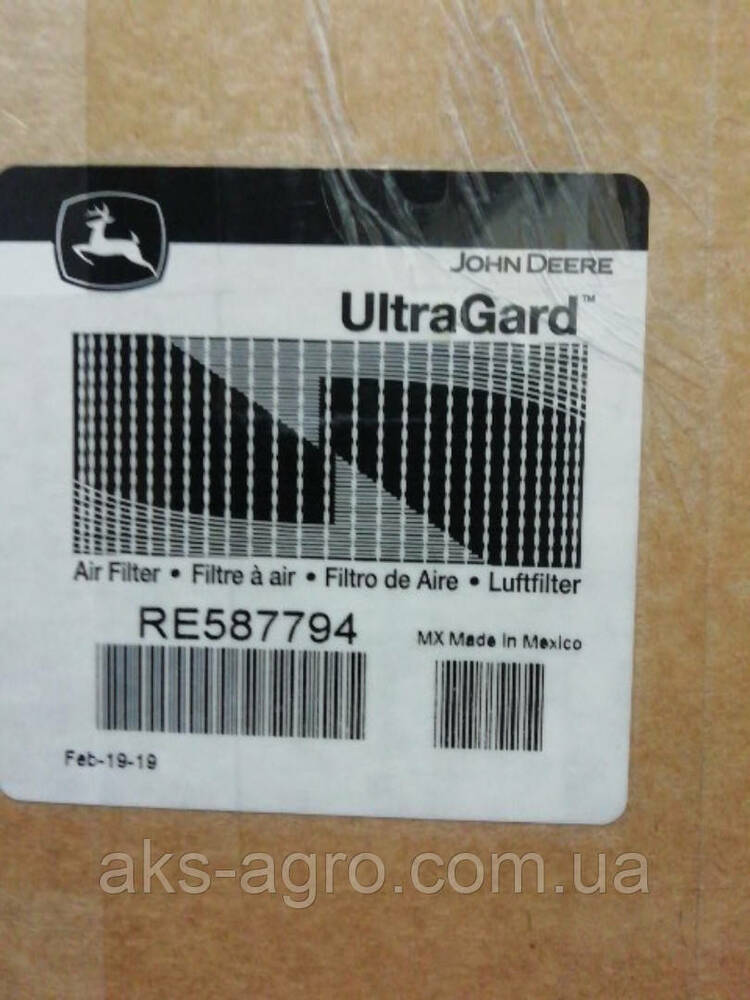 JOHN DEERE
UltraGard™
Air Filter • Filtre à air • Filtro de Aire • Luftfilter
RE587794
MX Made in Mexico
Feb-19-19
aks-agro.com.ua